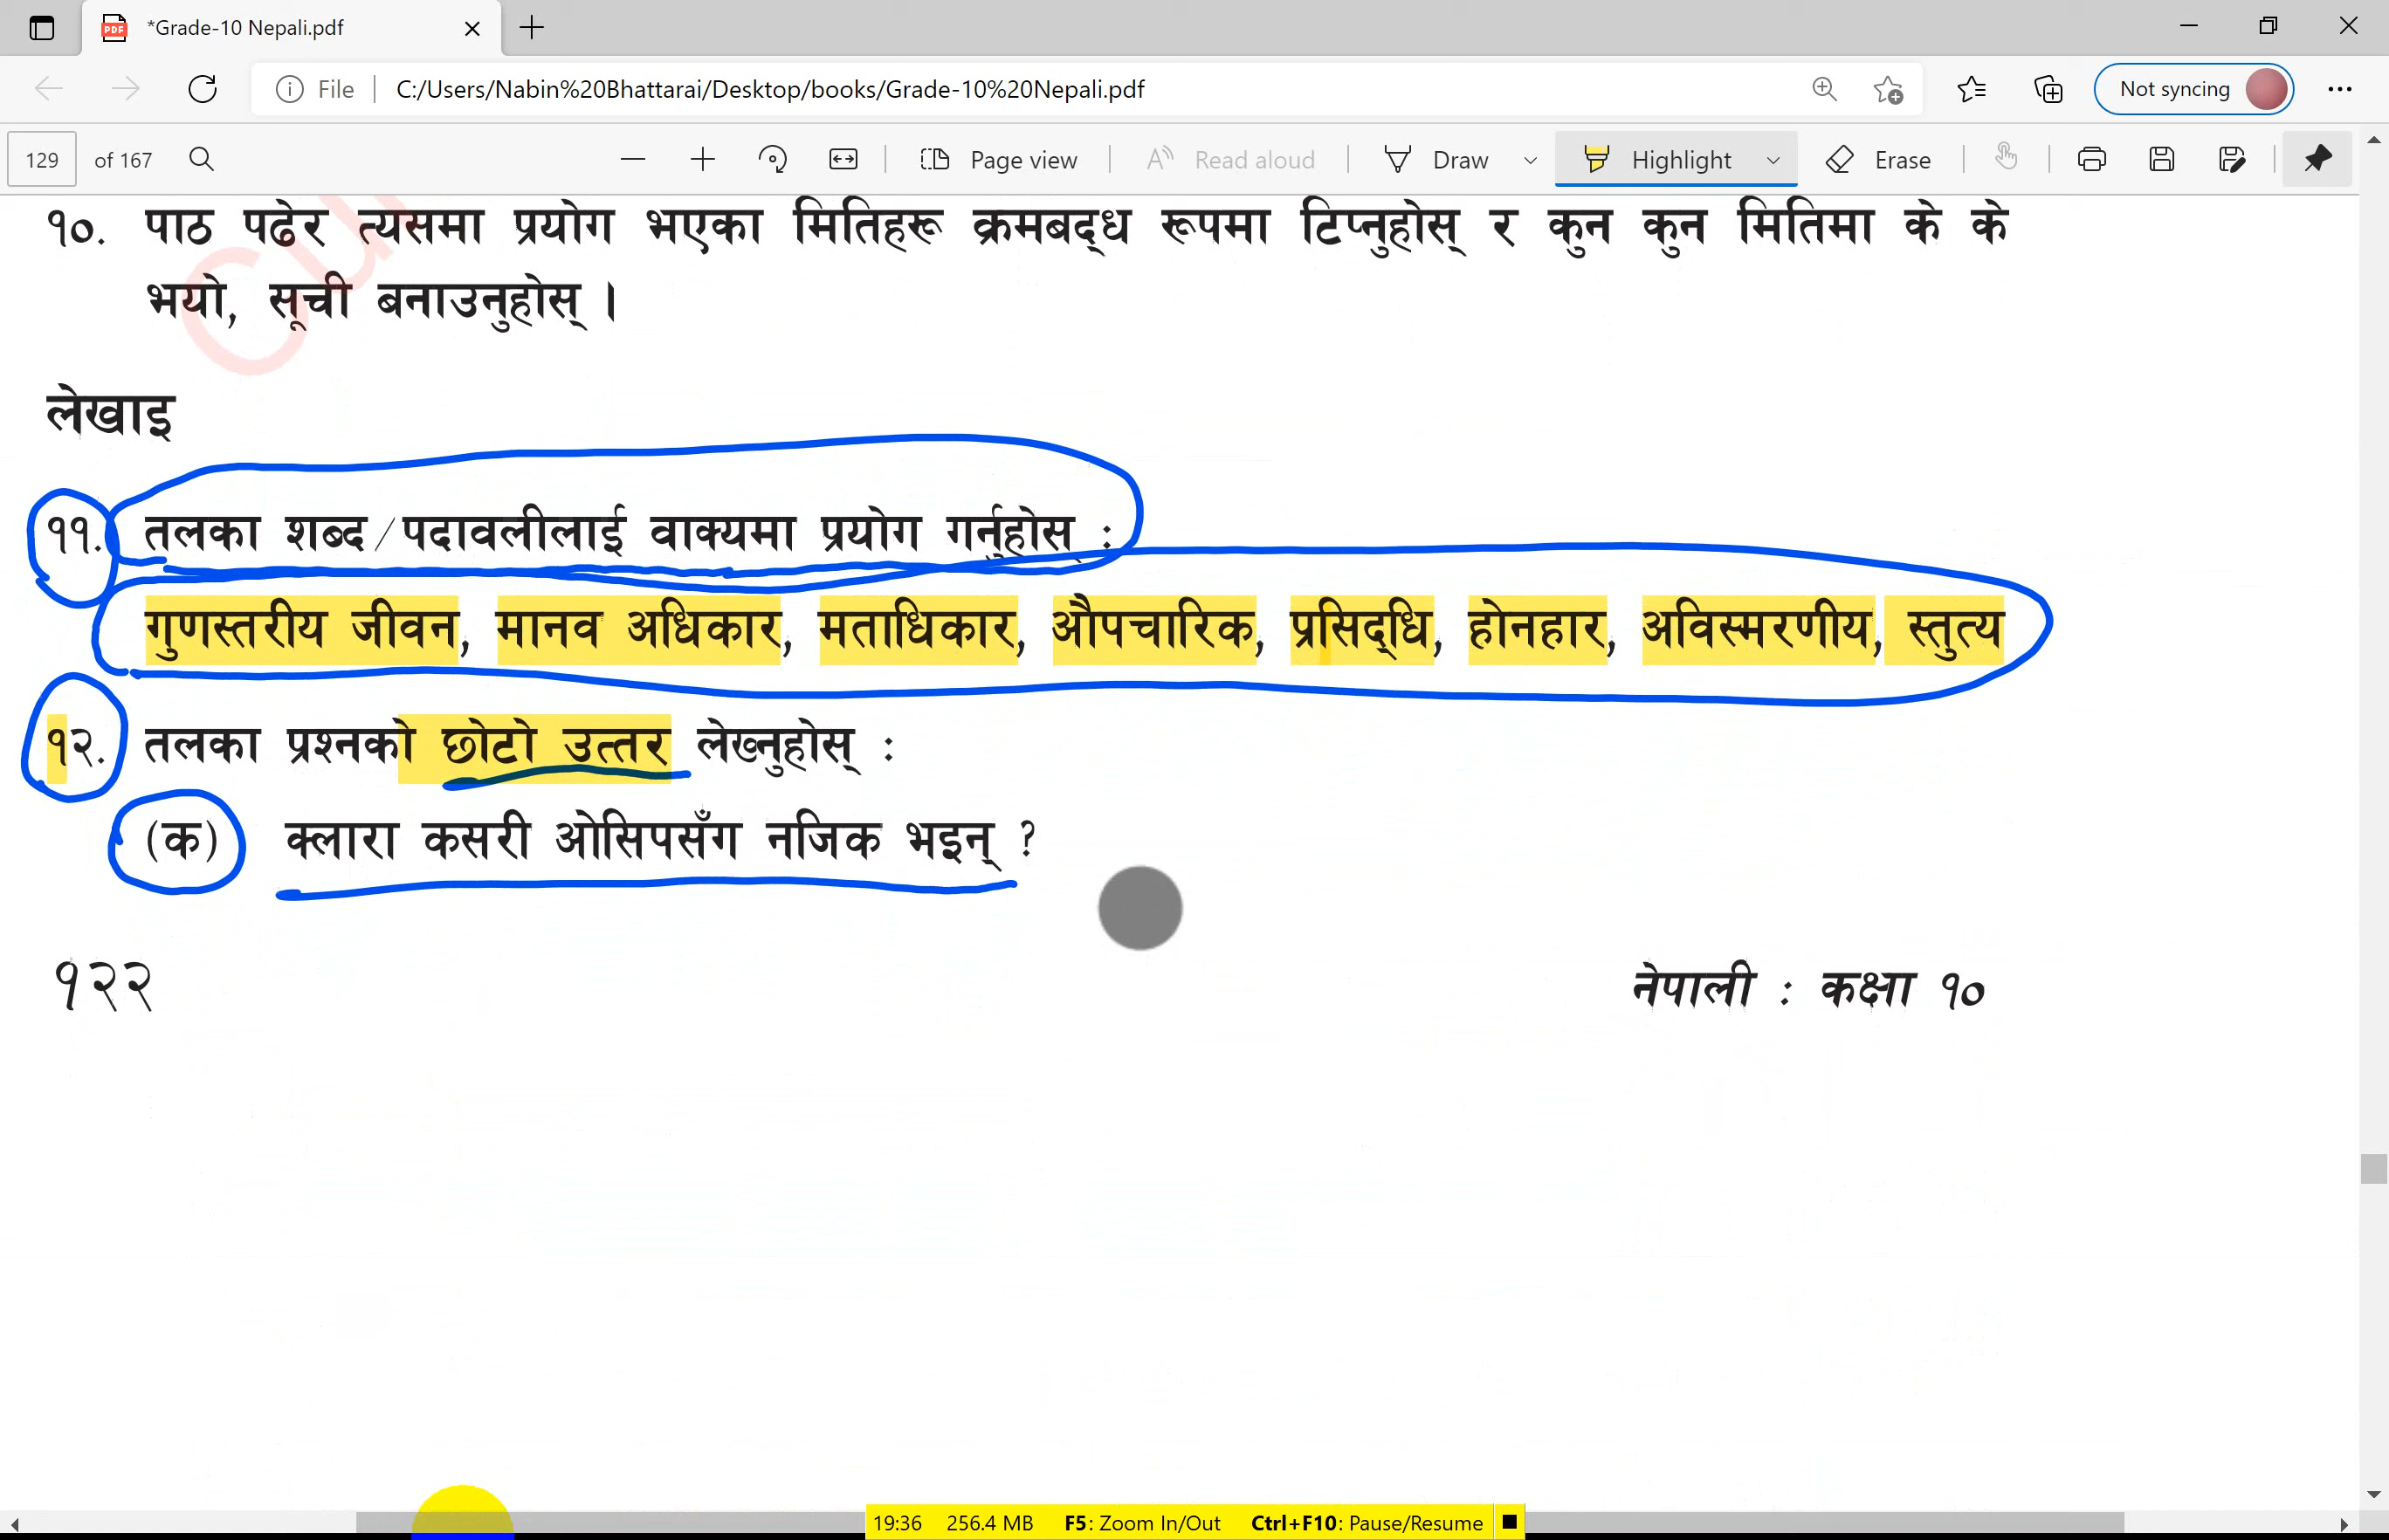 *Grade-10 Nepali.pdf
File C:/Users/Nabin%20Bhattarai/Desktop/books/Grade-10%20Nepali.pdf Not syncing
129 of 167 Page view Read aloud Draw Highlight Erase
१०. पाठ पढेर त्यसमा प्रयोग भएका मितिहरू क्रमबद्ध रूपमा टिप्नुहोस् र कुन कुन मितिमा के के
भयो, सूची बनाउनुहोस् ।
लेखाइ
११. तलका शब्द/पदावलीलाई वाक्यमा प्रयोग गर्नुहोस् :
गुणस्तरीय जीवन, मानव अधिकार, मताधिकार, औपचारिक, प्रसिद्धि, होनहार, अविस्मरणीय, स्तुत्य
१२. तलका प्रश्नको छोटो उत्तर लेख्नुहोस् :
(क) क्लारा कसरी ओसिपसँग नजिक भइन् ?
१२२ नेपाली : कक्षा १०
19:36 256.4 MB F5: Zoom In/Out Ctrl+F10: Pause/Resume